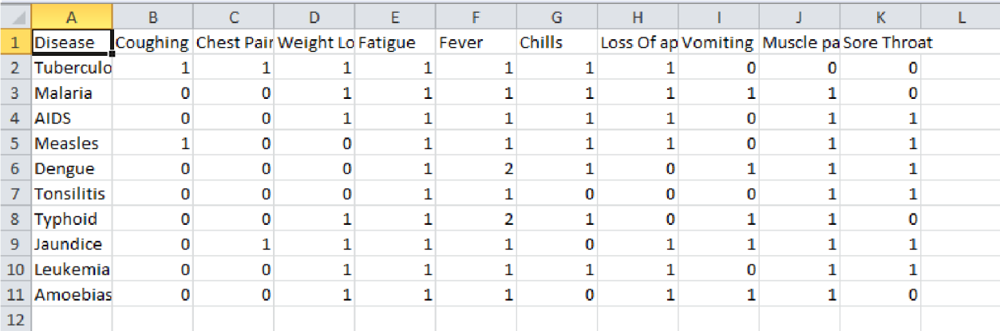 A B C D E F G H I J K L
1 Disease Coughing Chest Pair Weight Lo Fatigue Fever Chills Loss Of ap Vomiting Muscle pa Sore Throat
2 Tuberculo 1 1 1 1 1 1 1 0 0 0
3 Malaria 0 0 1 1 1 1 1 1 1 0
4 AIDS 0 0 1 1 1 1 1 0 1 1
5 Measles 1 0 0 1 1 1 1 0 1 1
6 Dengue 0 0 0 1 2 1 0 1 1 1
7 Tonsilitis 0 0 0 1 1 0 0 0 1 1
8 Typhoid 0 0 1 1 2 1 0 1 1 0
9 Jaundice 0 1 1 1 1 0 1 1 1 1
10 Leukemia 0 0 1 1 1 1 1 0 1 1
11 Amoebias 0 0 1 1 1 0 1 1 1 0
12